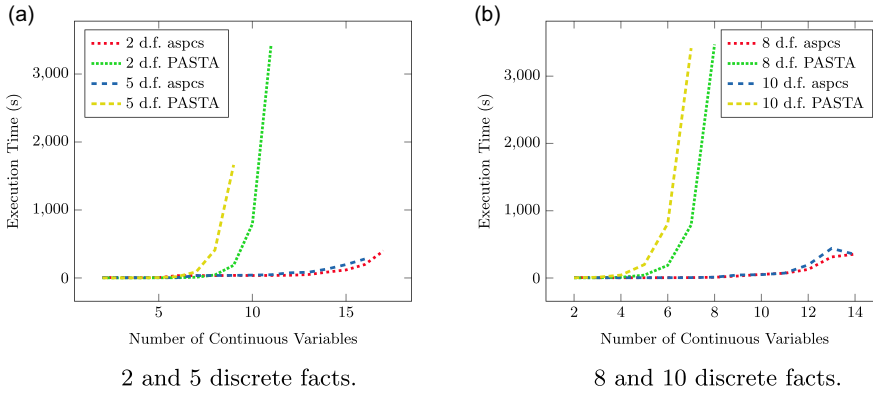 (a)
Execution Time (s)
3,000
2,000
1,000
0
5
10
15
2 d.f. aspcs
2 d.f. PASTA
5 d.f. aspcs
5 d.f. PASTA
Number of Continuous Variables
2 and 5 discrete facts.
(b)
Execution Time (s)
3,000
2,000
1,000
0
2
4
6
8
10
12
14
8 d.f. aspcs
8 d.f. PASTA
10 d.f. aspcs
10 d.f. PASTA
Number of Continuous Variables
8 and 10 discrete facts.